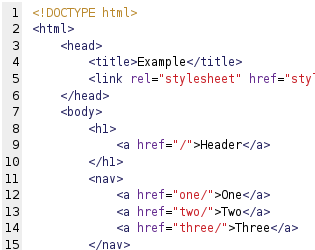 1 <!DOCTYPE html>
2 <html>
3     <head>
4         <title>Example</title>
5         <link rel="stylesheet" href="sty
6     </head>
7     <body>
8         <h1>
9             <a href="/">Header</a>
10         </h1>
11         <nav>
12             <a href="one/">One</a>
13             <a href="two/">Two</a>
14             <a href="three/">Three</a>
15         </nav>